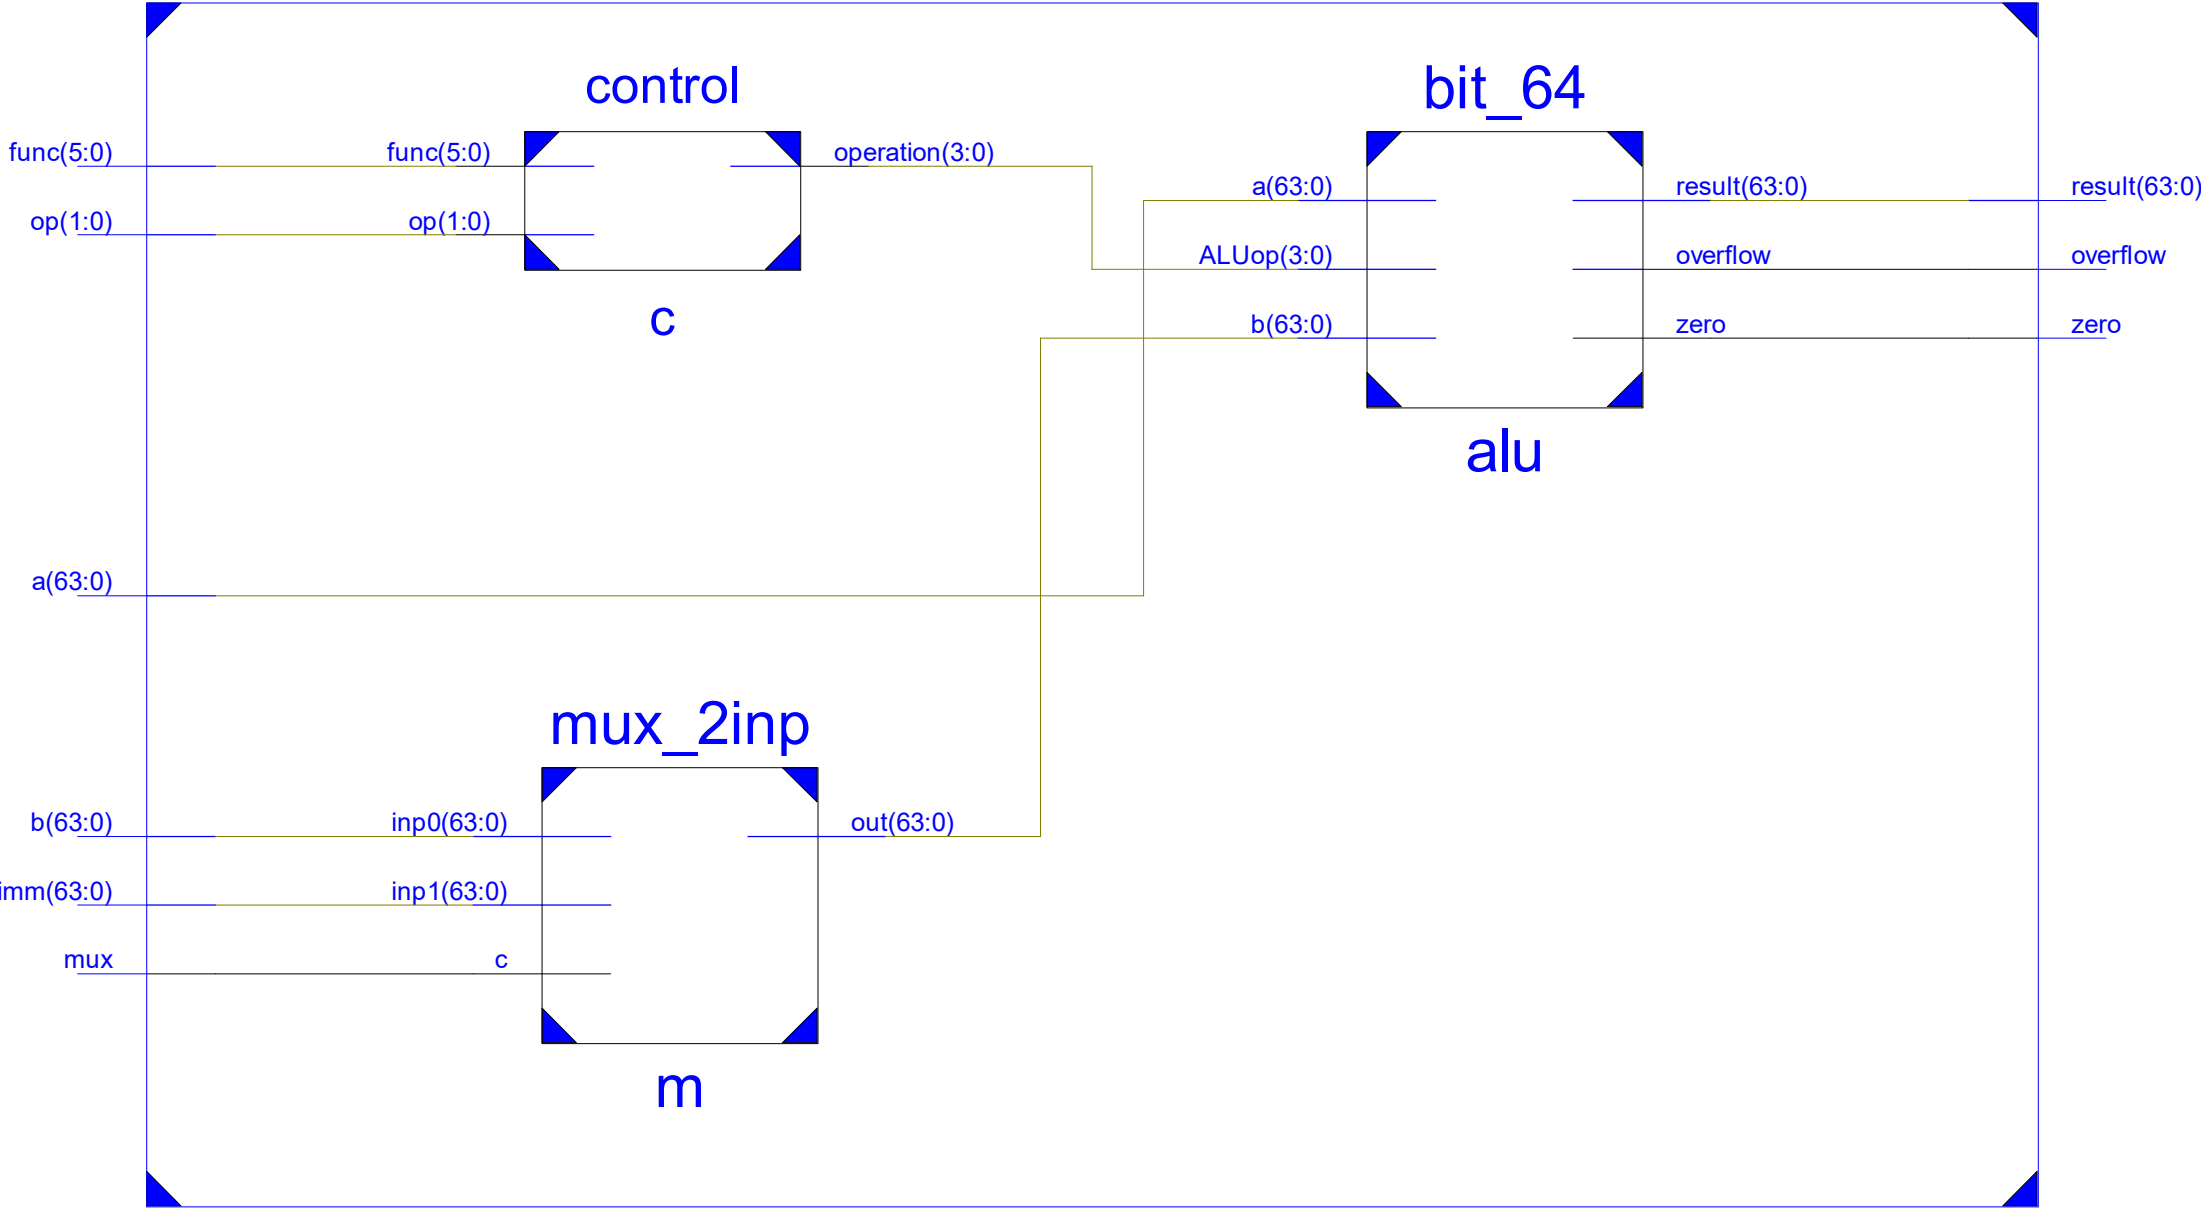 control
bit_64
func(5:0)
func(5:0)
operation(3:0)
a(63:0)
result(63:0)
result(63:0)
op(1:0)
op(1:0)
ALUop(3:0)
overflow
overflow
c
b(63:0)
zero
zero
alu
a(63:0)
mux_2inp
b(63:0)
inp0(63:0)
out(63:0)
imm(63:0)
inp1(63:0)
mux
c
m